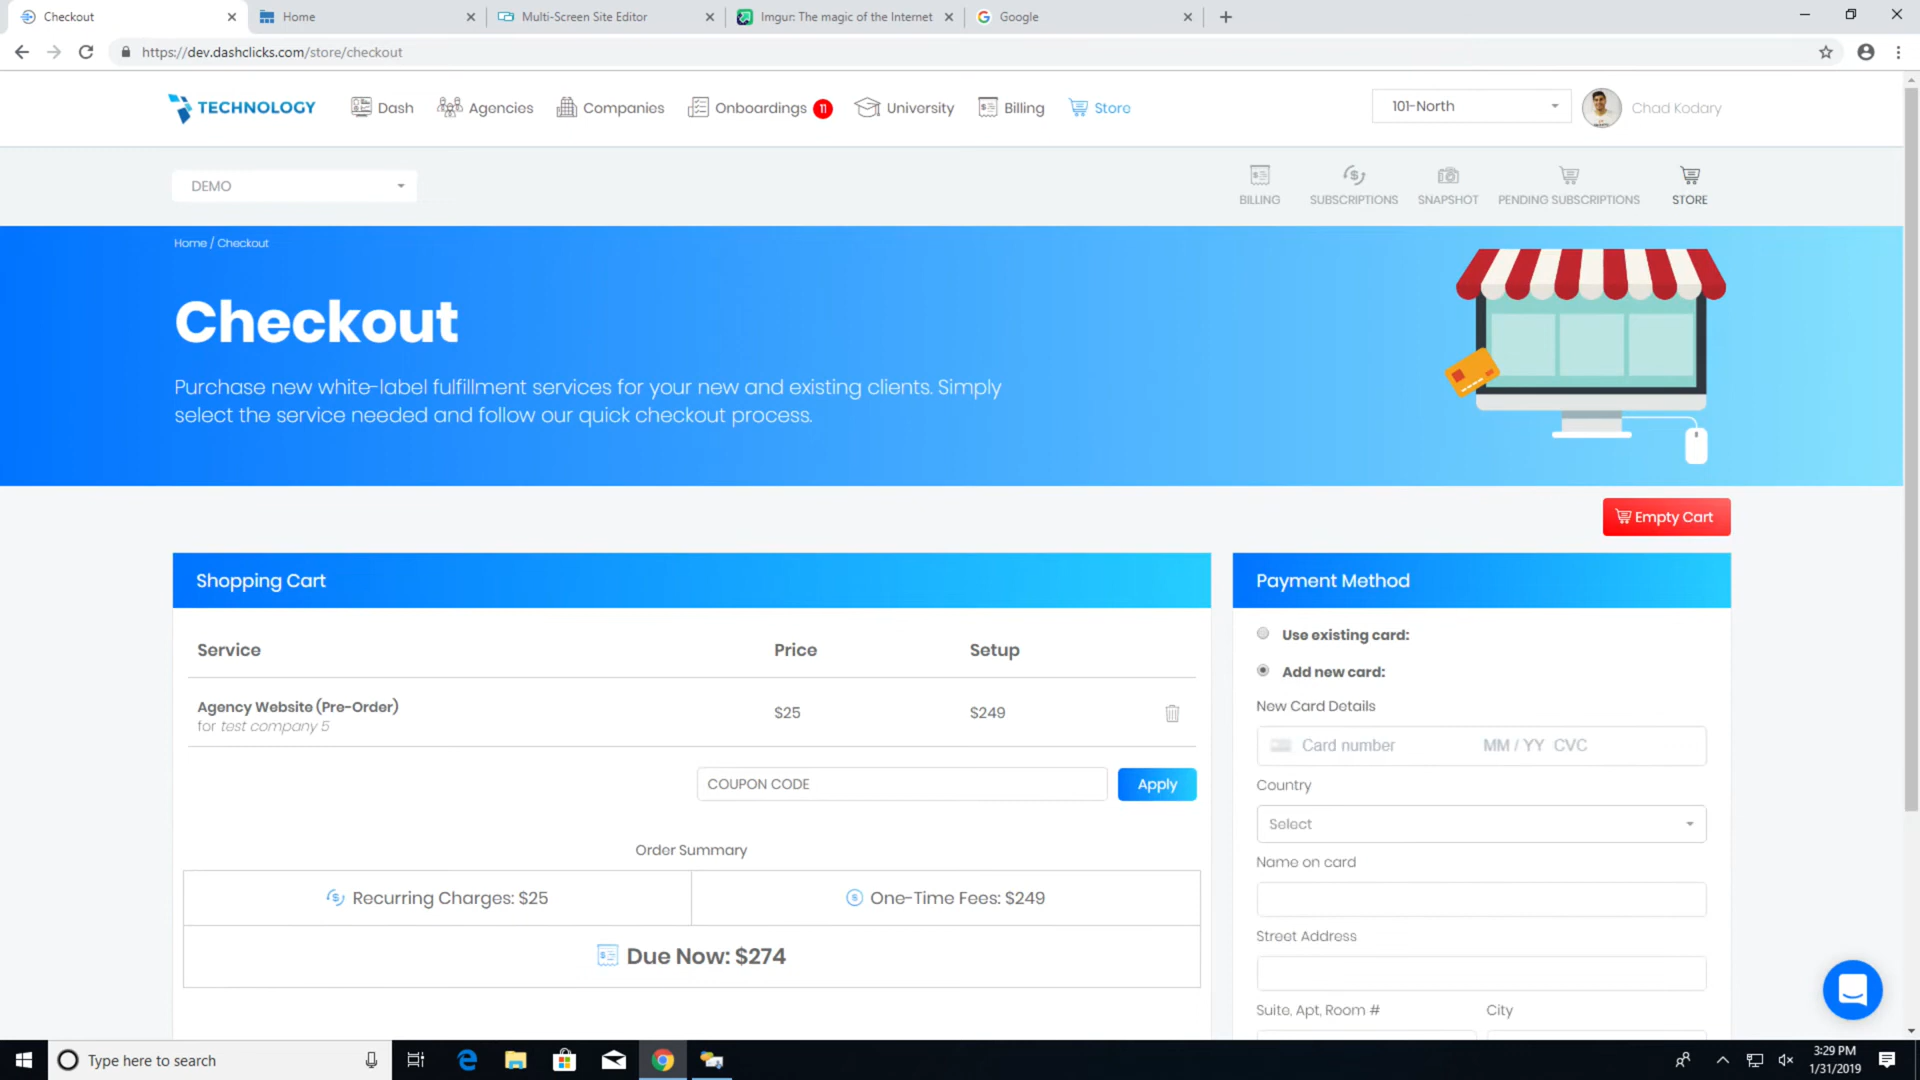 Checkout
Home
Multi-Screen Site Editor
Imgur: The magic of the Internet
Google
https://dev.dashclicks.com/store/checkout
TECHNOLOGY
Dash
Agencies
Companies
Onboardings 11
University
Billing
Store
101-North
Chad Kodary
DEMO
BILLING
SUBSCRIPTIONS
SNAPSHOT
PENDING SUBSCRIPTIONS
STORE
Home / Checkout
Checkout
Purchase new white-label fulfillment services for your new and existing clients. Simply
select the service needed and follow our quick checkout process.
Empty Cart
Shopping Cart
Service Price Setup
Agency Website (Pre-Order) $25 $249
for test company 5
COUPON CODE
Apply
Order Summary
Recurring Charges: $25
One-Time Fees: $249
Due Now: $274
Payment Method
Use existing card:
Add new card:
New Card Details
Card number MM / YY CVC
Country
Select
Name on card
Street Address
Suite, Apt, Room # City
Type here to search
3:29 PM
1/31/2019